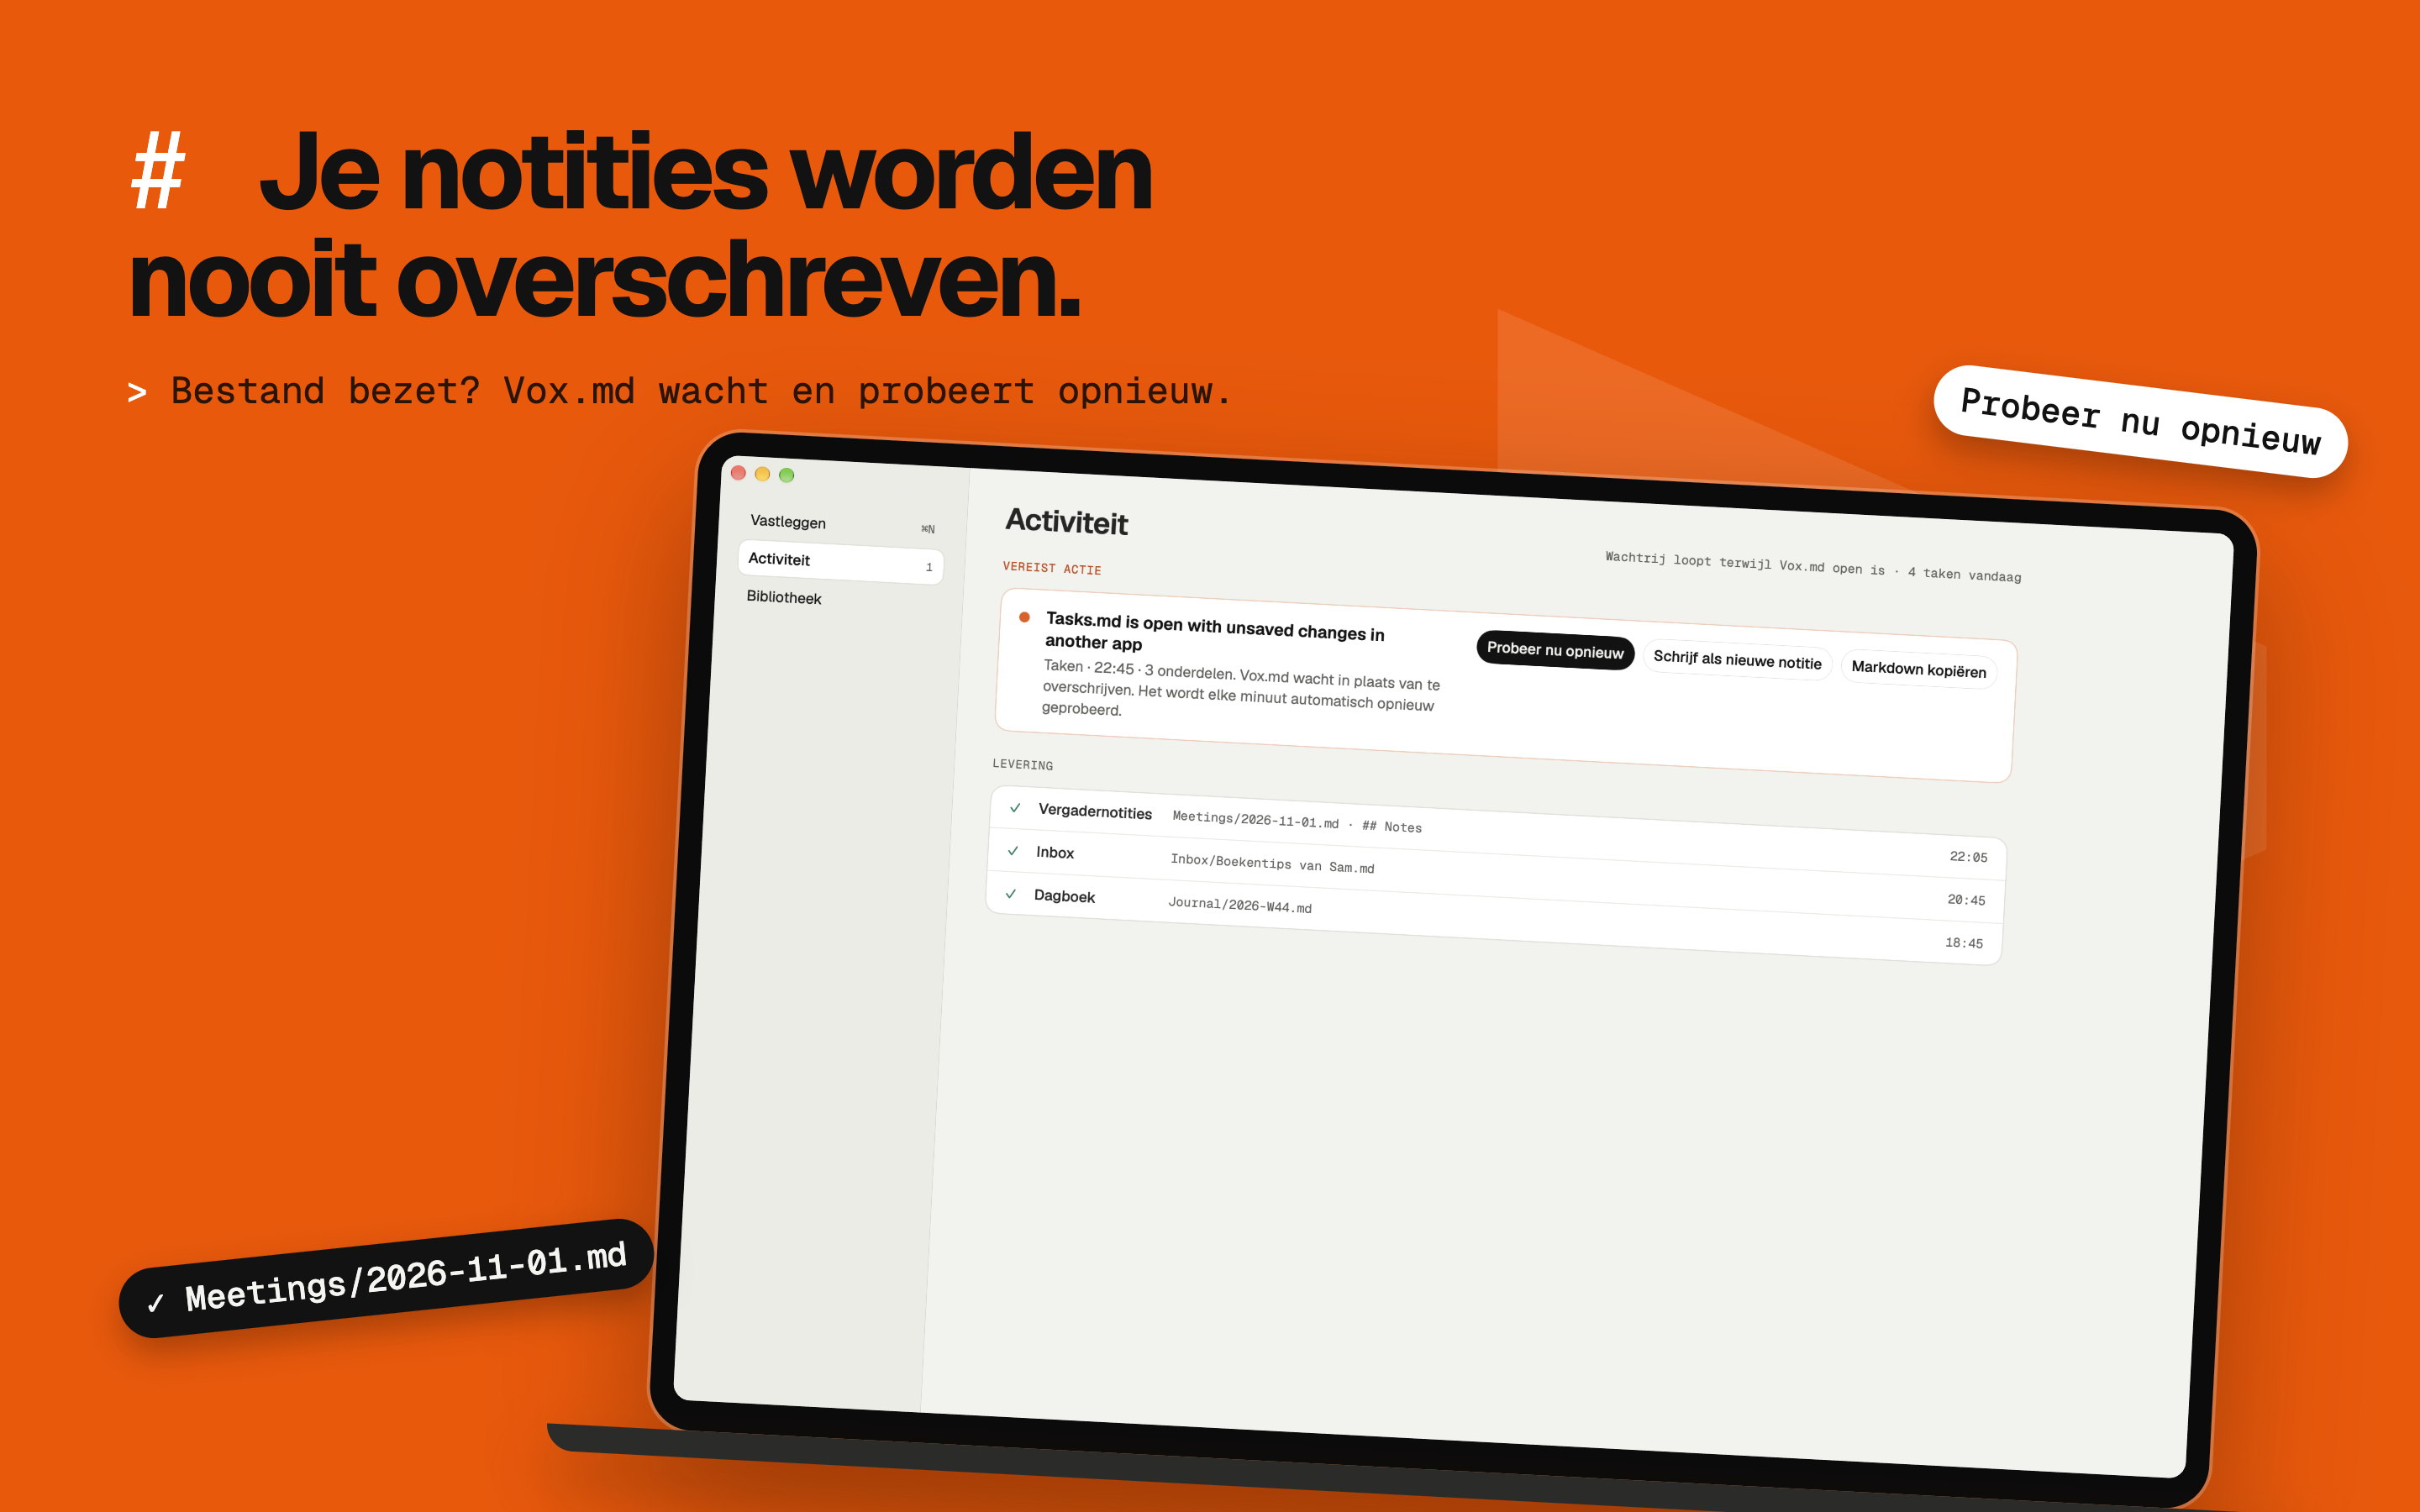 # Je notities worden
nooit overschreven.
> Bestand bezet? Vox.md wacht en probeert opnieuw.
Probeer nu opnieuw
Vastleggen ⌘N
Activiteit 1
Bibliotheek
Activiteit
Wachtrij loopt terwijl Vox.md open is · 4 taken vandaag
VEREIST ACTIE
Tasks.md is open with unsaved changes in
another app
Taken · 22:45 · 3 onderdelen. Vox.md wacht in plaats van te
overschrijven. Het wordt elke minuut automatisch opnieuw
geprobeerd.
Probeer nu opnieuw
Schrijf als nieuwe notitie
Markdown kopiëren
LEVERING
✓ Vergadernotities Meetings/2026-11-01.md · ## Notes 22:05
✓ Inbox Inbox/Boekentips van Sam.md 20:45
✓ Dagboek Journal/2026-W44.md 18:45
✓ Meetings/2026-11-01.md